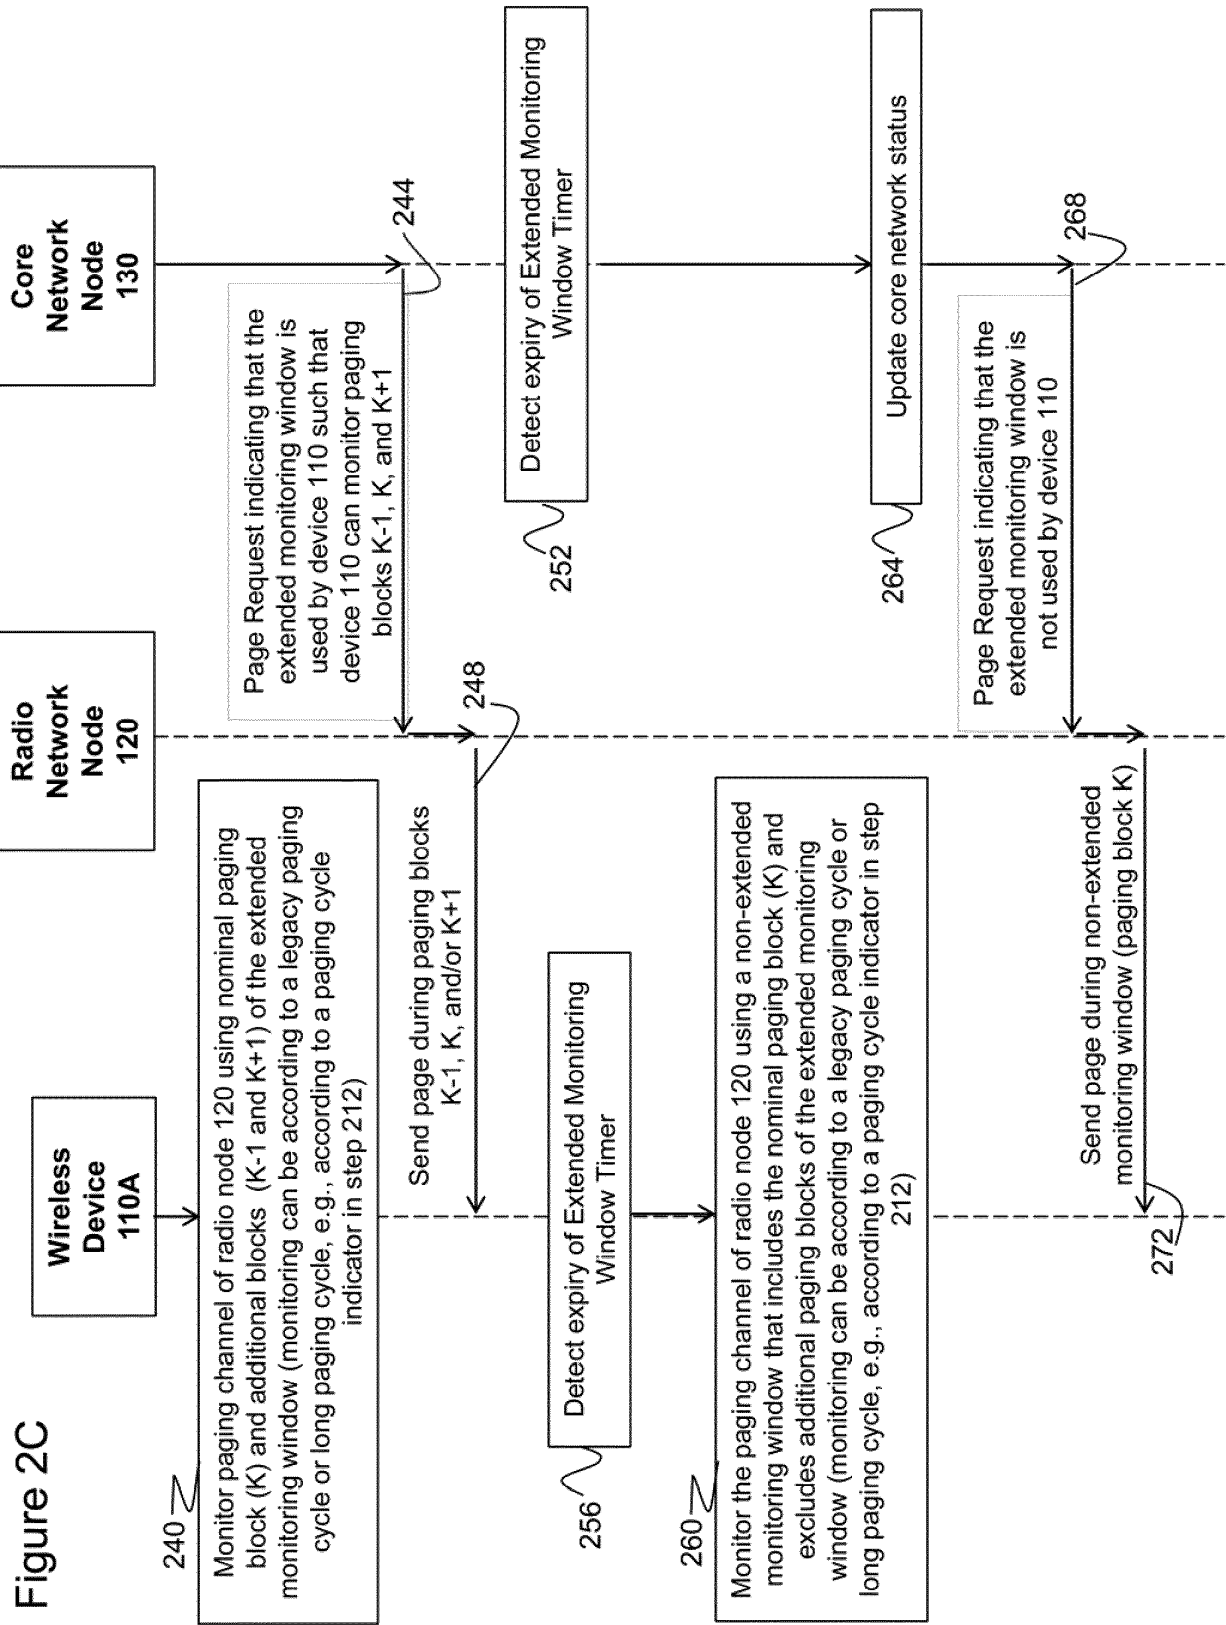 Figure 2C
Wireless
Device
110A
Radio
Network
Node
120
Core
Network
Node
130
240
Monitor paging channel of radio node 120 using nominal paging
block (K) and additional blocks (K-1 and K+1) of the extended
monitoring window (monitoring can be according to a legacy paging
cycle or long paging cycle, e.g., according to a paging cycle
indicator in step 212)
Page Request indicating that the
extended monitoring window is
used by device 110 such that
device 110 can monitor paging
blocks K-1, K, and K+1
244
Send page during paging blocks
K-1, K, and/or K+1
248
252
Detect expiry of Extended Monitoring
Window Timer
256
Detect expiry of Extended Monitoring
Window Timer
260
Monitor the paging channel of radio node 120 using a non-extended
monitoring window that includes the nominal paging block (K) and
excludes additional paging blocks of the extended monitoring
window (monitoring can be according to a legacy paging cycle or
long paging cycle, e.g., according to a paging cycle indicator in step
212)
264
Update core network status
Page Request indicating that the
extended monitoring window is
not used by device 110
268
Send page during non-extended
monitoring window (paging block K)
272